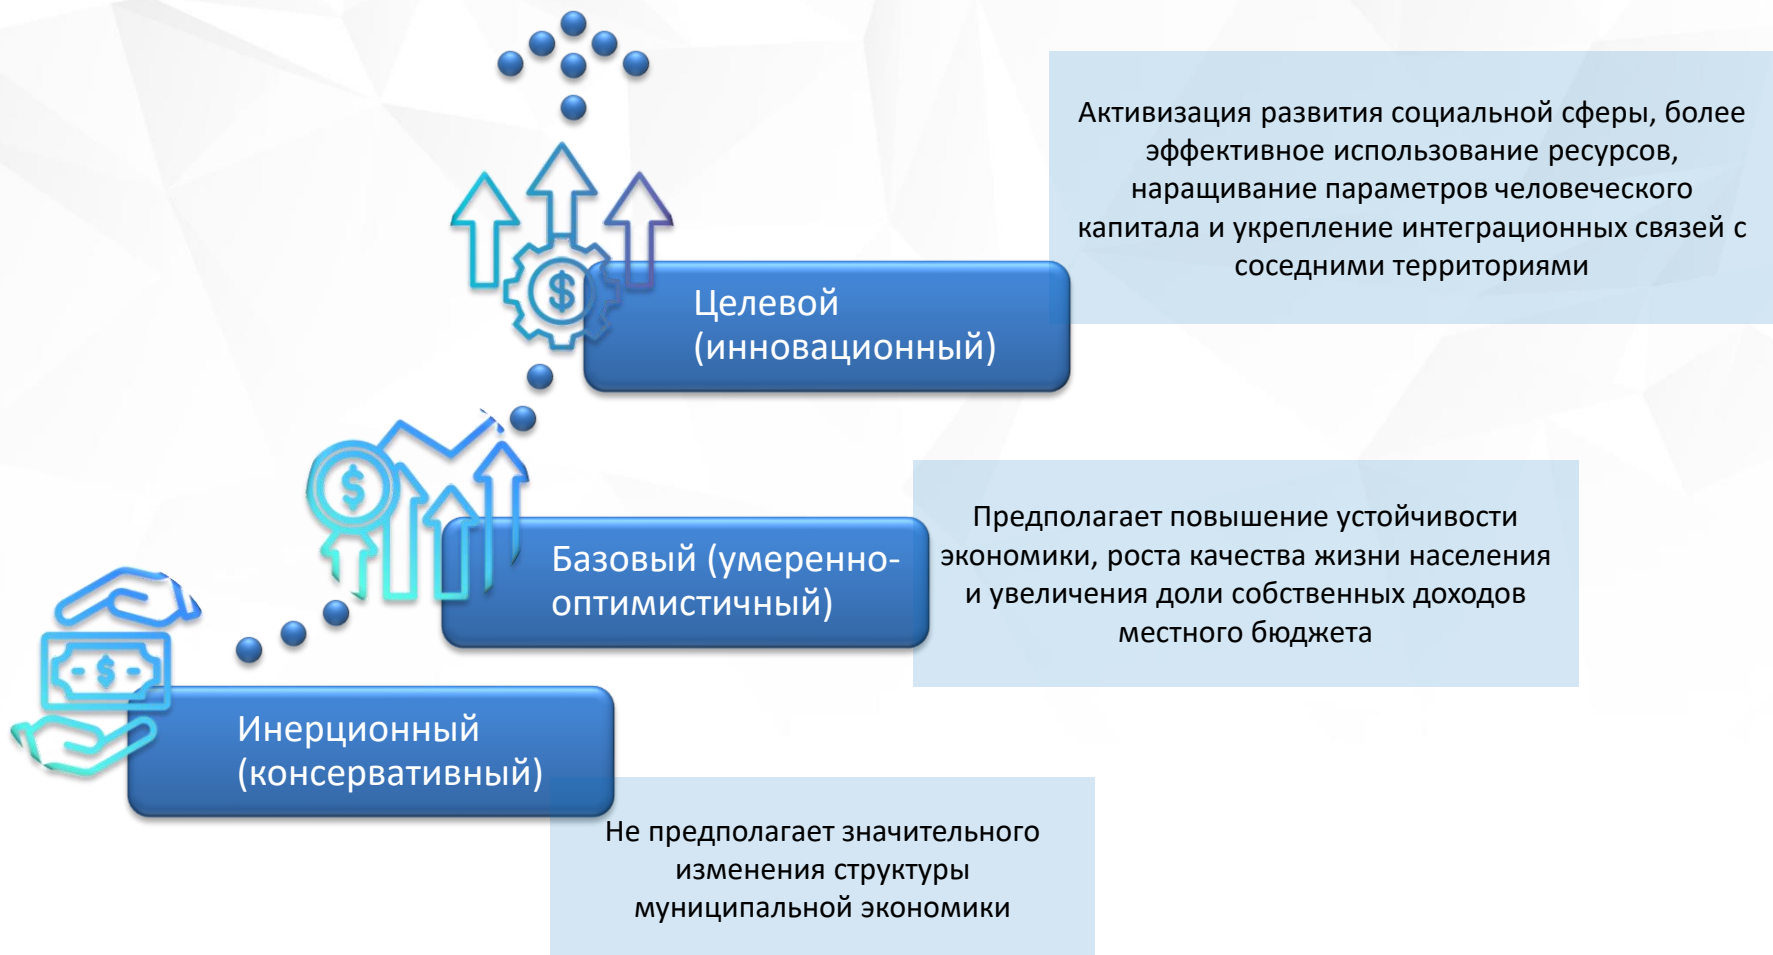 Активизация развития социальной сферы, более
эффективное использование ресурсов,
наращивание параметров человеческого
капитала и укрепление интеграционных связей с
соседними территориями
Целевой
(инновационный)
Предполагает повышение устойчивости
экономики, роста качества жизни населения
и увеличения доли собственных доходов
местного бюджета
Базовый (умеренно-
оптимистичный)
Инерционный
(консервативный)
Не предполагает значительного
изменения структуры
муниципальной экономики